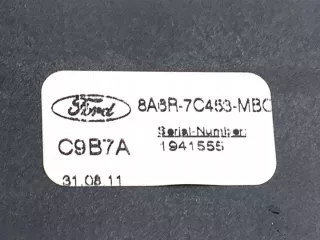 Ford
8A6R-7C453-MBC
Serial-Number:
C9B7A
1941555
31.08.11